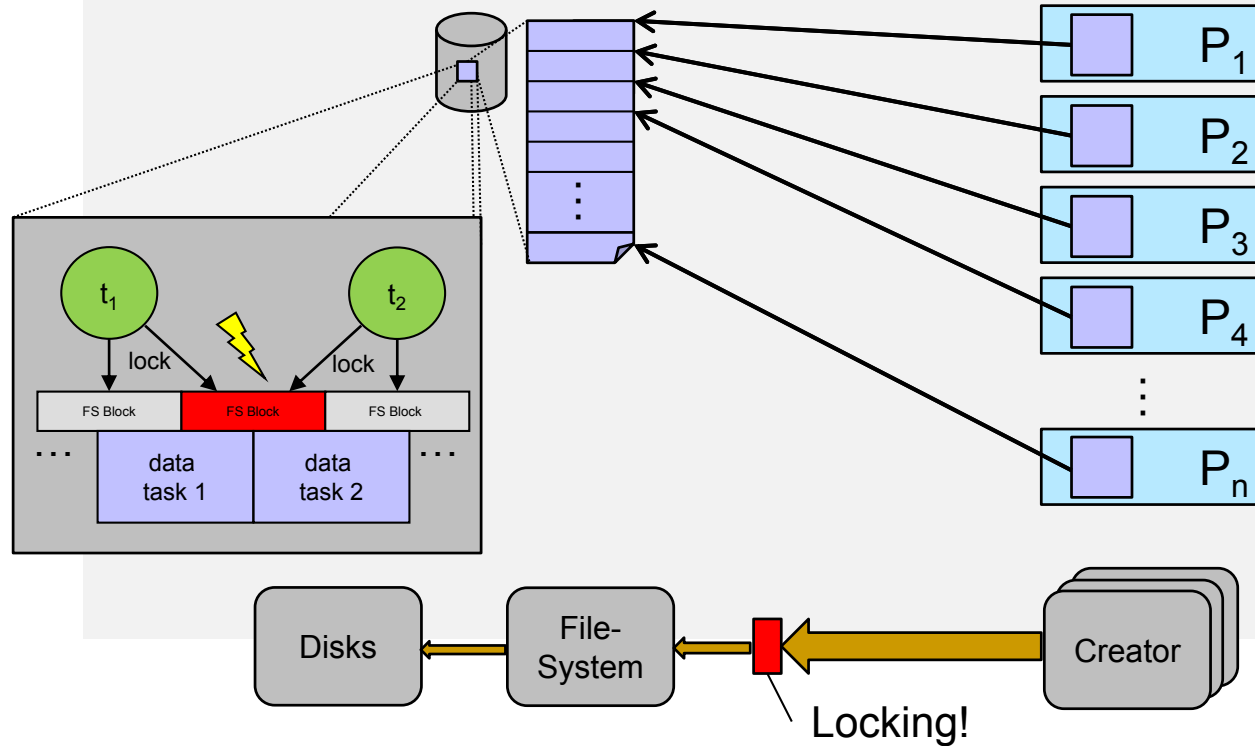 P1
P2
P3
P4
⋮
Pn
⋮
t1
t2
lock
lock
FS Block
FS Block
FS Block
...
data
task 1
data
task 2
...
Disks
File-
System
Creator
Locking!